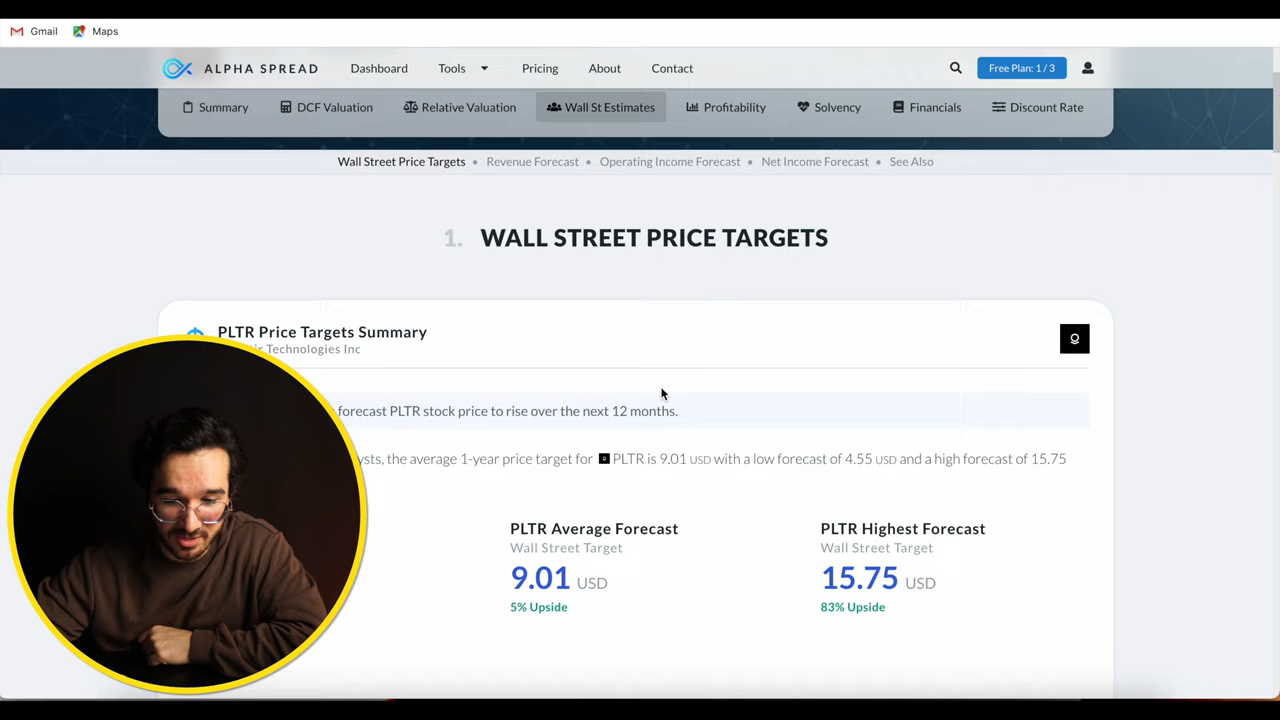 Gmail Maps
ALPHA SPREAD Dashboard Tools Pricing About Contact Free Plan: 1 / 3
Summary DCF Valuation Relative Valuation Wall St Estimates Profitability Solvency Financials Discount Rate
Wall Street Price Targets • Revenue Forecast • Operating Income Forecast • Net Income Forecast • See Also
1. WALL STREET PRICE TARGETS
PLTR Price Targets Summary
Technologies Inc
forecast PLTR stock price to rise over the next 12 months.
the average 1-year price target for PLTR is 9.01 USD with a low forecast of 4.55 USD and a high forecast of 15.75
PLTR Average Forecast PLTR Highest Forecast
Wall Street Target Wall Street Target
9.01 USD 15.75 USD
5% Upside 83% Upside